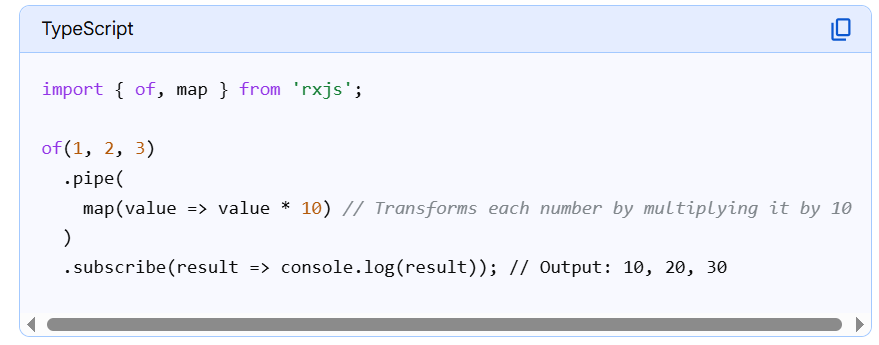 TypeScript
import { of, map } from 'rxjs';
of(1, 2, 3)
  .pipe(
    map(value => value * 10) // Transforms each number by multiplying it by 10
  )
  .subscribe(result => console.log(result)); // Output: 10, 20, 30